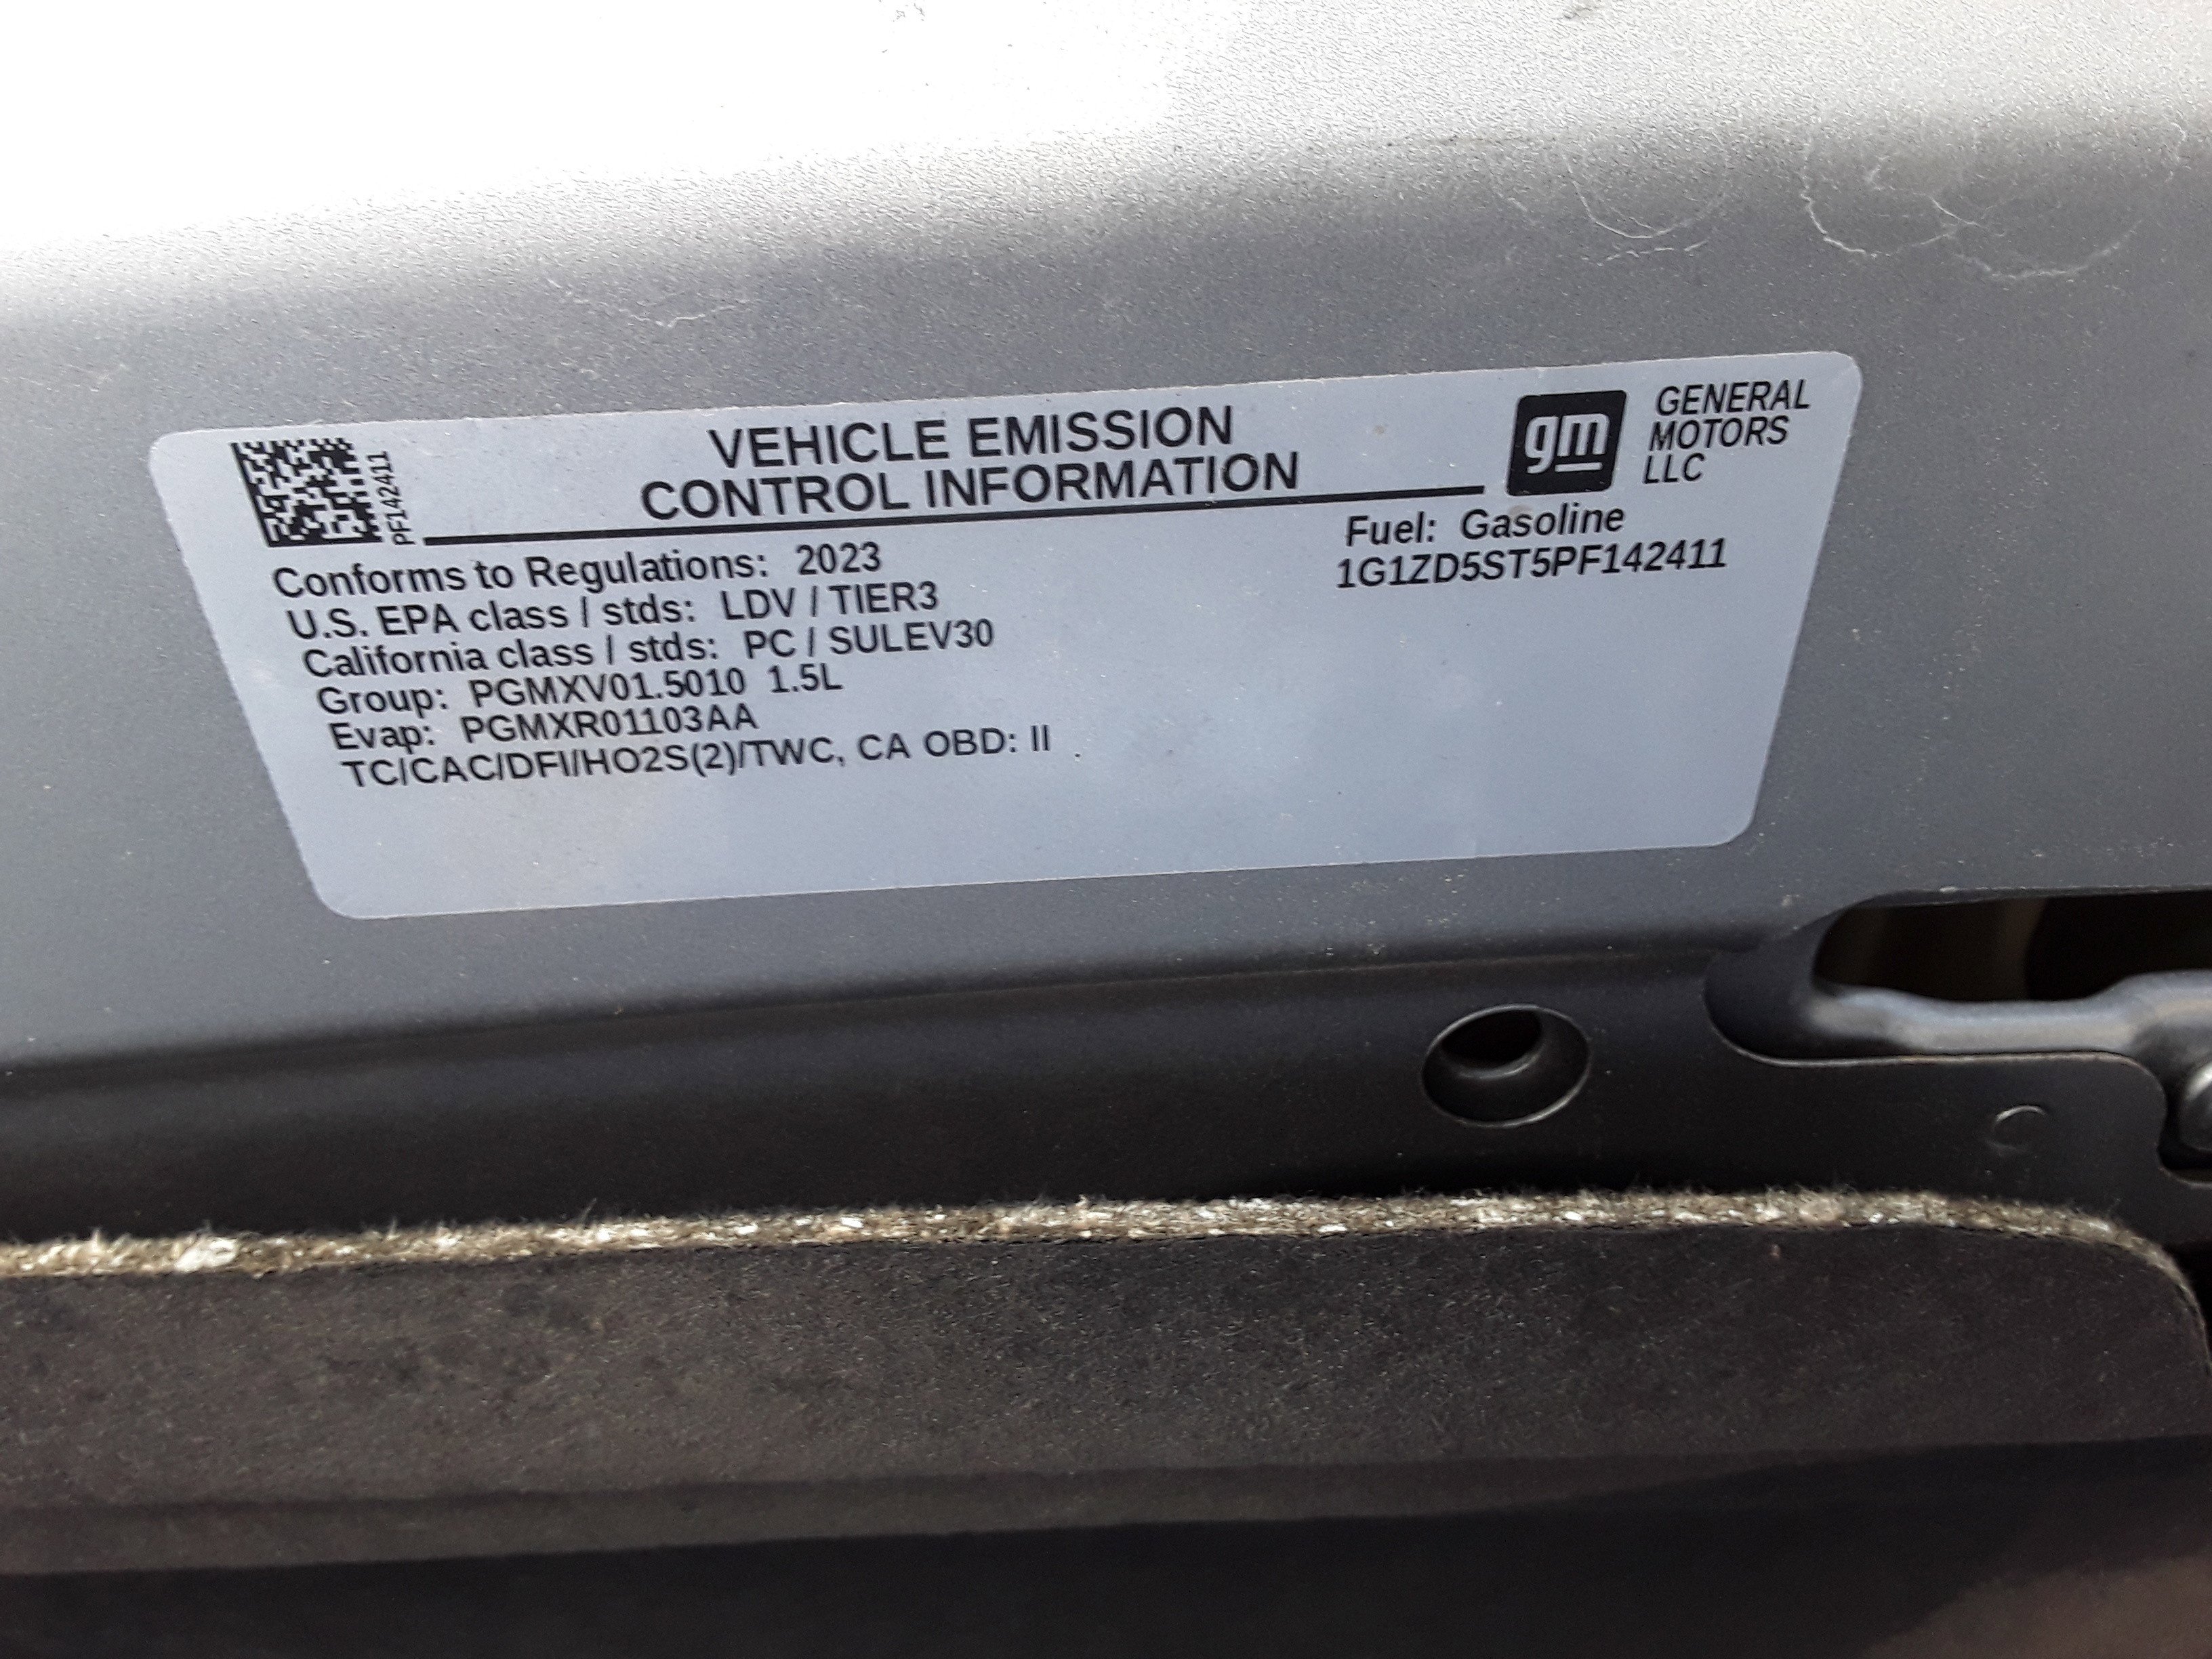 PF142411
VEHICLE EMISSION
CONTROL INFORMATION
gm
GENERAL
MOTORS
LLC
Conforms to Regulations: 2023
U.S. EPA class / stds: LDV / TIER3
California class / stds: PC / SULEV30
Group: PGMXV01.5010 1.5L
Evap: PGMXR01103AA
TC/CAC/DFI/HO2S(2)/TWC, CA OBD: II
Fuel: Gasoline
1G1ZD5ST5PF142411